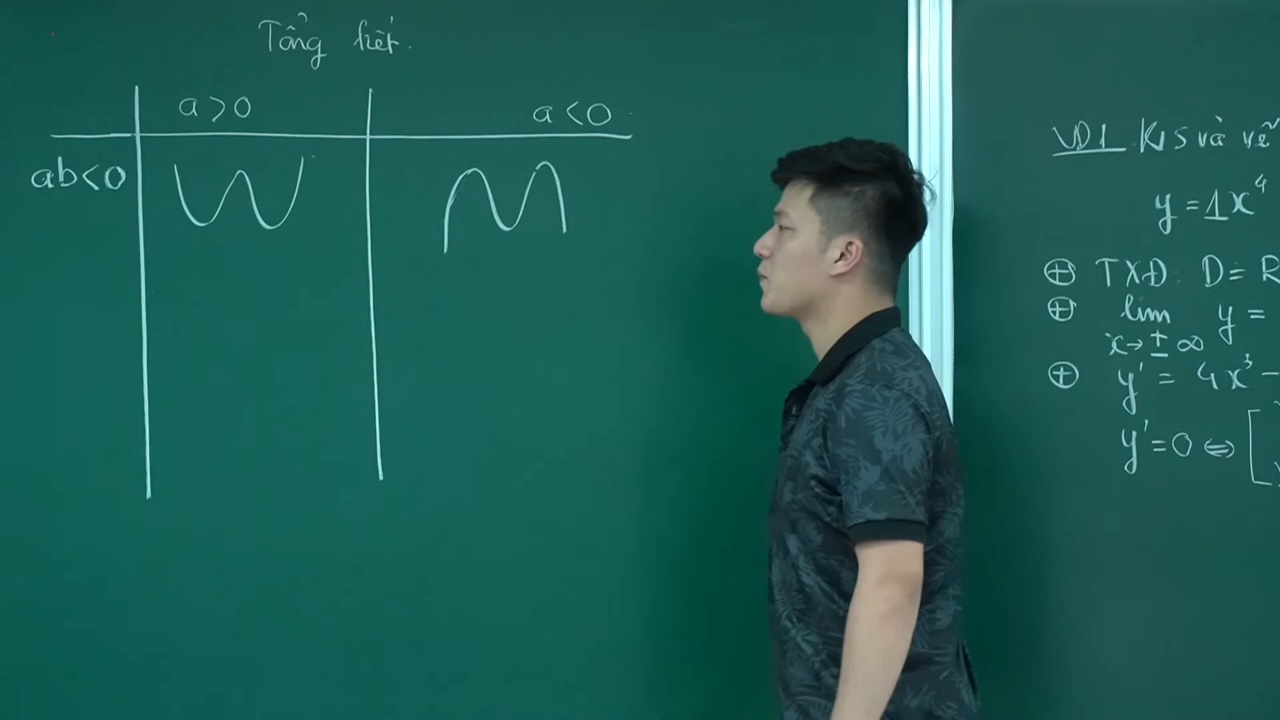 Tổng kết.
a>0 a<0
ab<0
VD1 KS và vẽ
y = 1x⁴
⊕ TXĐ: D = R
⊕ lim y =
x→±∞
⊕ y' = 4x³ -
y' = 0 ⇔ [